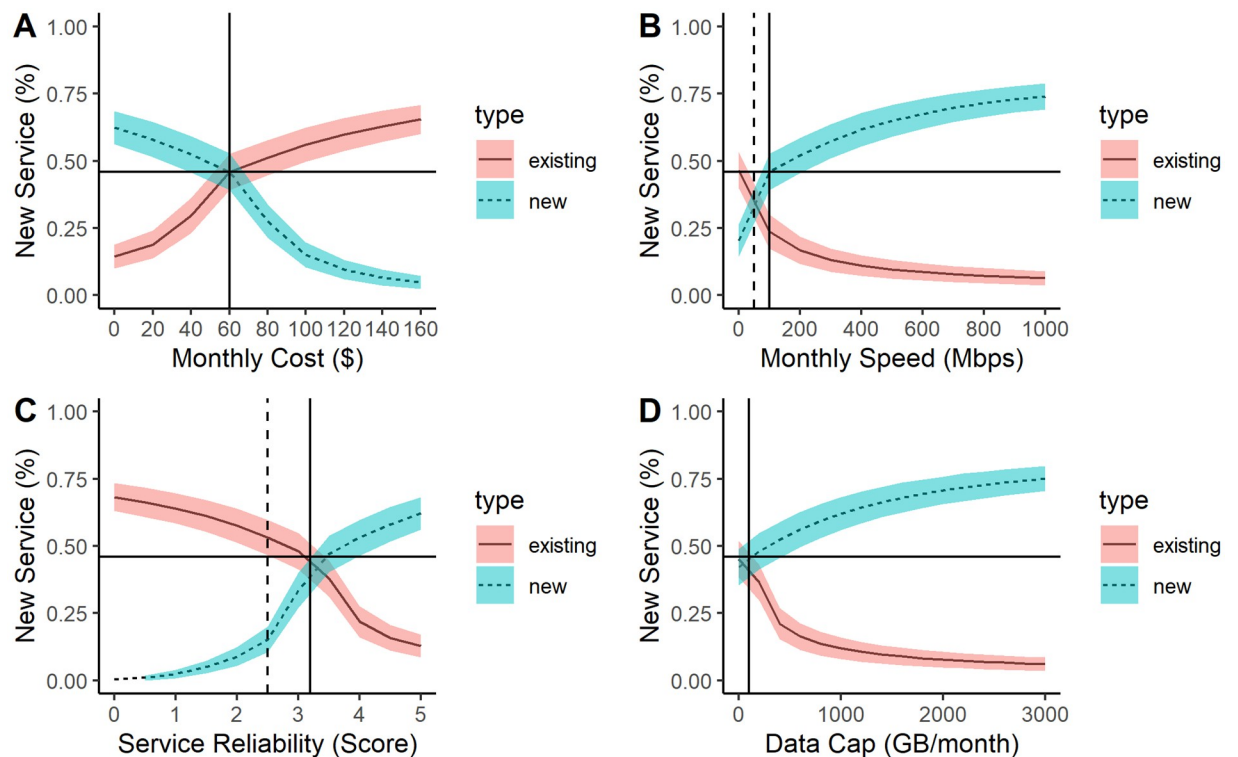 A
New Service (%)
1.00
0.75
0.50
0.25
0.00
0 20 40 60 80 100 120 140 160
Monthly Cost ($)
type
existing
new
B
New Service (%)
1.00
0.75
0.50
0.25
0.00
0 200 400 600 800 1000
Monthly Speed (Mbps)
type
existing
new
C
New Service (%)
1.00
0.75
0.50
0.25
0.00
0 1 2 3 4 5
Service Reliability (Score)
type
existing
new
D
New Service (%)
1.00
0.75
0.50
0.25
0.00
0 1000 2000 3000
Data Cap (GB/month)
type
existing
new